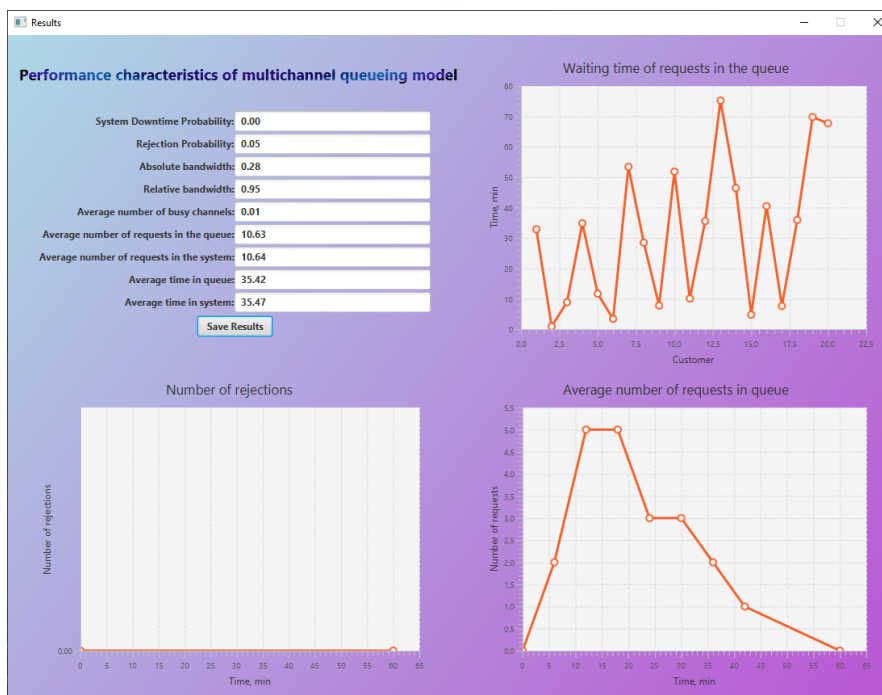 Results
Performance characteristics of multichannel queueing model
System Downtime Probability: 0.00
Rejection Probability: 0.05
Absolute bandwidth: 0.28
Relative bandwidth: 0.95
Average number of busy channels: 0.01
Average number of requests in the queue: 10.63
Average number of requests in the system: 10.64
Average time in queue: 35.42
Average time in system: 35.47
Save Results
Waiting time of requests in the queue
80
70
60
50
40
30
20
10
0
Time, min
0,0 2,5 5,0 7,5 10,0 12,5 15,0 17,5 20,0 22,5
Customer
Number of rejections
Number of rejections
0,00
0 5 10 15 20 25 30 35 40 45 50 55 60 65
Time, min
Average number of requests in queue
5,5
5,0
4,5
4,0
3,5
3,0
2,5
2,0
1,5
1,0
0,5
0,0
Number of requests
0 5 10 15 20 25 30 35 40 45 50 55 60 65
Time, min